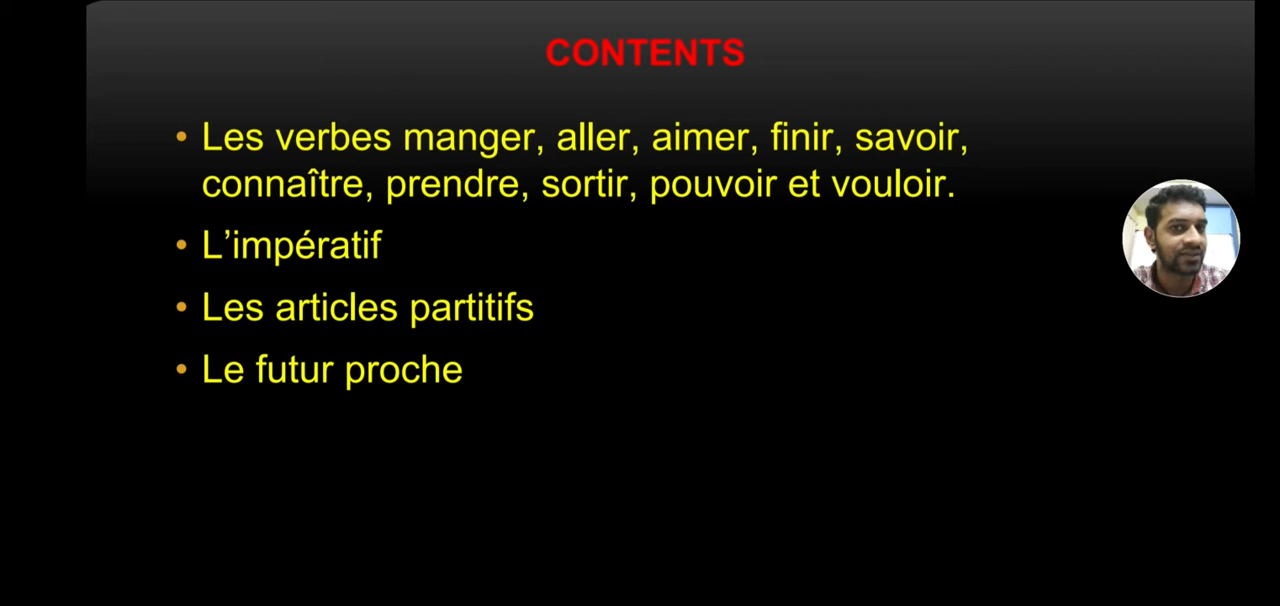 CONTENTS
• Les verbes manger, aller, aimer, finir, savoir,
connaître, prendre, sortir, pouvoir et vouloir.
• L’impératif
• Les articles partitifs
• Le futur proche